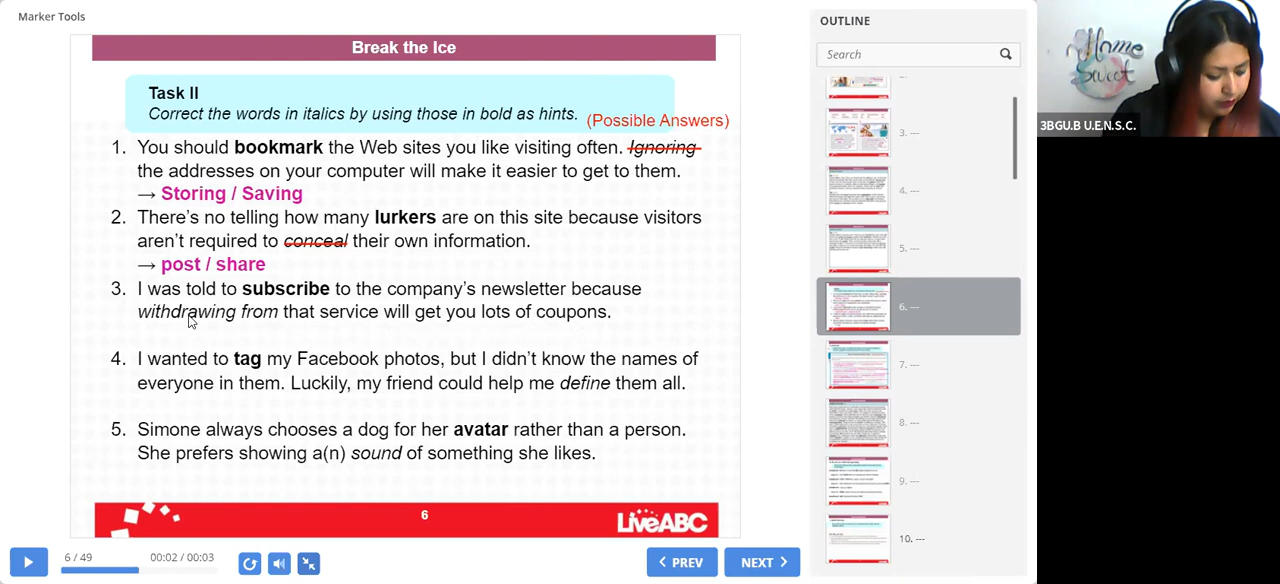 Marker Tools
Break the Ice
Task II
Correct the words in italics by using those in bold as hints.
(Possible Answers)
1. You should bookmark the Web sites you like visiting often. Ignoring
the addresses on your computer will make it easier to get to them.
→ Storing / Saving
2. There's no telling how many lurkers are on this site because visitors
aren't required to conceal their own information.
→ post / share
3. I was told to subscribe to the company's newsletter because
withdrawing from that service will get you lots of coupons.
4. I wanted to tag my Facebook photos, but I didn't know the names of
everyone in them. Luckily, my friend could help me define them all.
5. Sherrie always chooses a dog for her avatar rather than a person.
She prefers showing a(n) sound of something she likes.
6
LiveABC
6 / 49
00:02 / 00:03
PREV
NEXT
OUTLINE
Search
3. ---
4. ---
5. ---
6. ---
7. ---
8. ---
9. ---
10. ---
Home
Sweet
3BGU.B U.E.N.S.C.